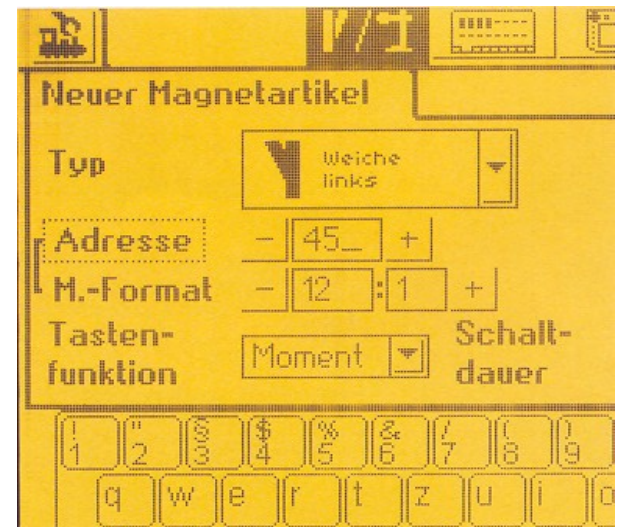 Neuer Magnetartikel
Typ
Weiche
links
Adresse
- 45_ +
M.-Format
- 12 : 1 +
Tasten-
funktion
Moment
Schalt-
dauer
! " § $ % & / ( )
1 2 3 4 5 6 7 8 9
q w e r t z u i o